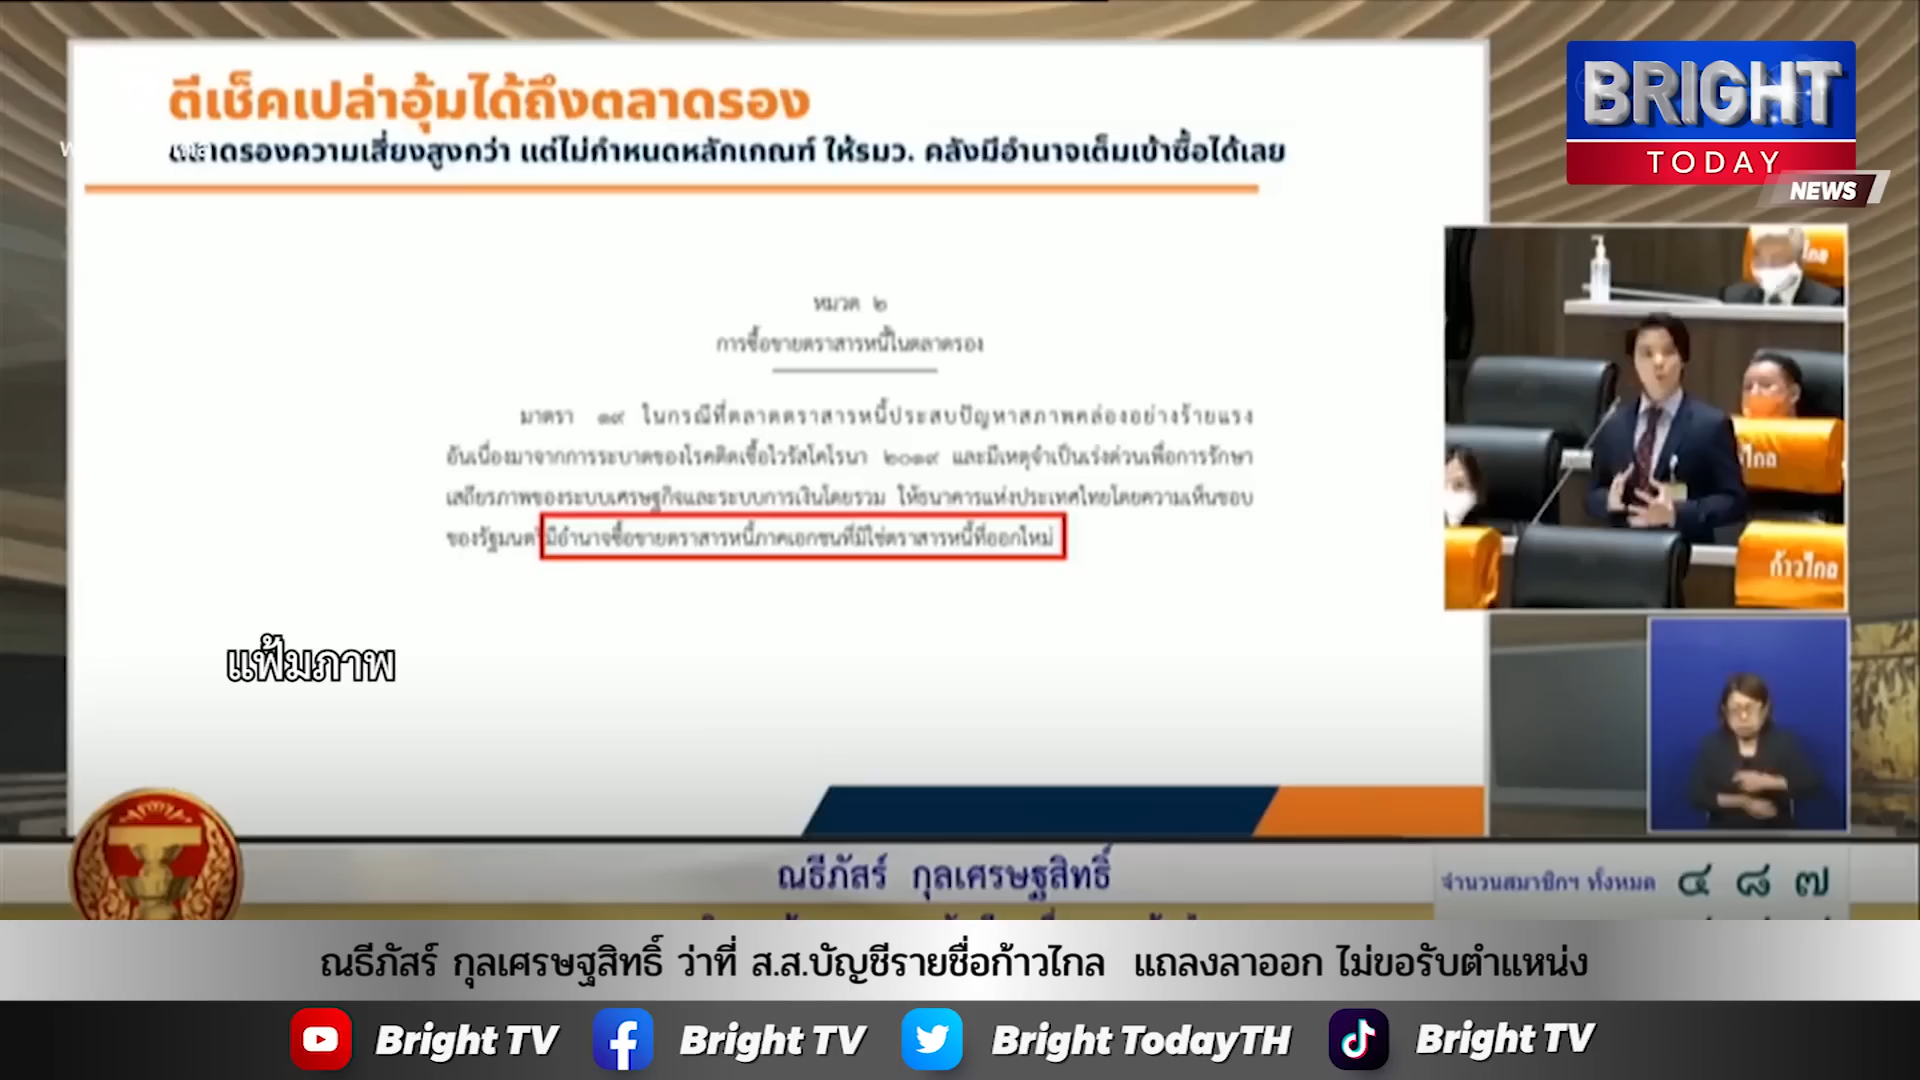 ตีเช็คเปล่าอุ้มได้ถึงตลาดรอง
ตลาดรองความเสี่ยงสูงกว่า แต่ไม่กำหนดหลักเกณฑ์ ให้รมว. คลังมีอำนาจเต็มเข้าซื้อได้เลย
BRIGHT
TODAY
NEWS
หมวด ๒
การซื้อขายตราสารหนี้ในตลาดรอง
มาตรา ๑๙ ในกรณีที่ตลาดตราสารหนี้ประสบปัญหาสภาพคล่องอย่างร้ายแรง
อันเนื่องมาจากการระบาดของโรคติดเชื้อไวรัสโคโรนา ๒๐๑๙ และมีเหตุจำเป็นเร่งด่วนเพื่อการรักษา
เสถียรภาพของระบบเศรษฐกิจและระบบการเงินโดยรวม ให้ธนาคารแห่งประเทศไทยโดยความเห็นชอบ
ของรัฐมนตรีมีอำนาจซื้อขายตราสารหนี้ภาคเอกชนที่มิใช่ตราสารหนี้ที่ออกใหม่
ไกล
ก้าวไกล
แฟ้มภาพ
ณธีภัสร์ กุลเศรษฐสิทธิ์
จำนวนสมาชิกฯ ทั้งหมด ๔ ๘ ๗
ณธีภัสร์ กุลเศรษฐสิทธิ์ ว่าที่ ส.ส.บัญชีรายชื่อก้าวไกล แถลงลาออก ไม่ขอรับตำแหน่ง
Bright TV Bright TV Bright TodayTH Bright TV